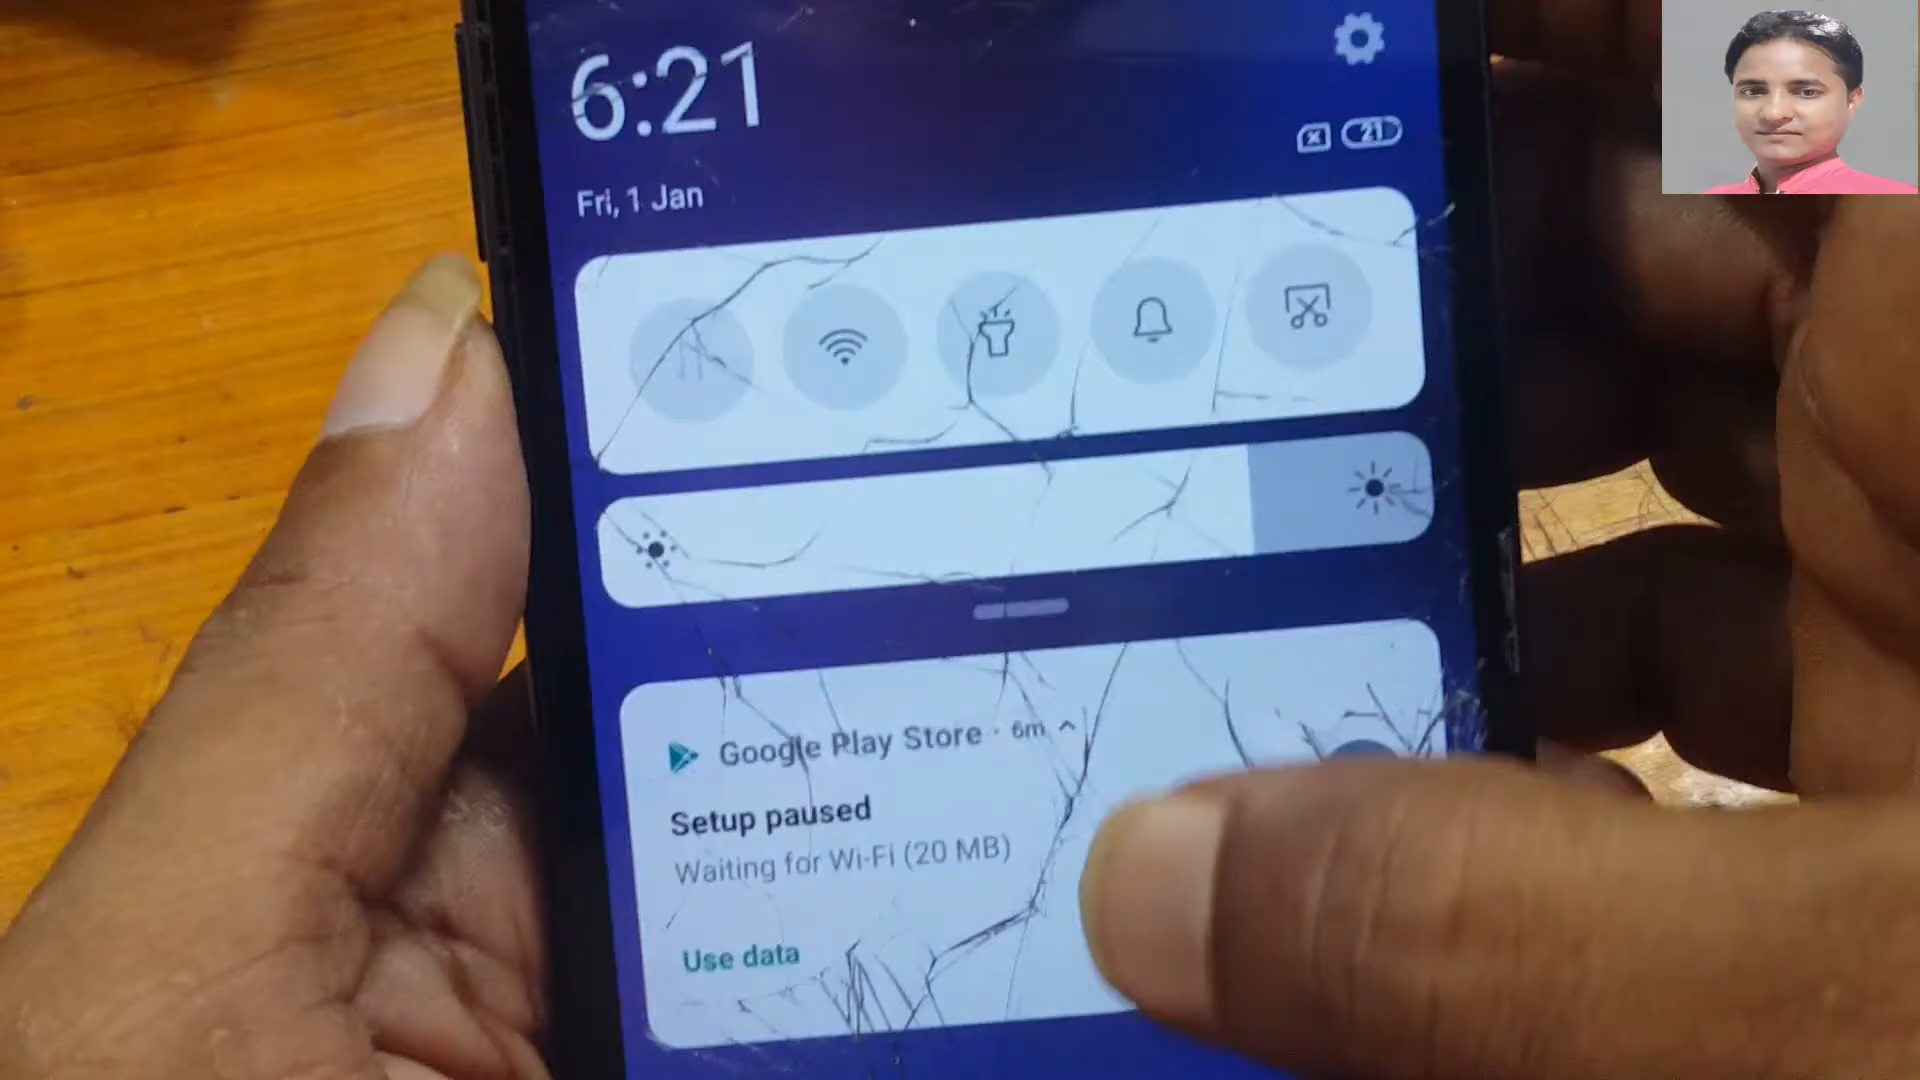 6:21
21
Fri, 1 Jan
Google Play Store · 6m
Setup paused
Waiting for Wi-Fi (20 MB)
Use data